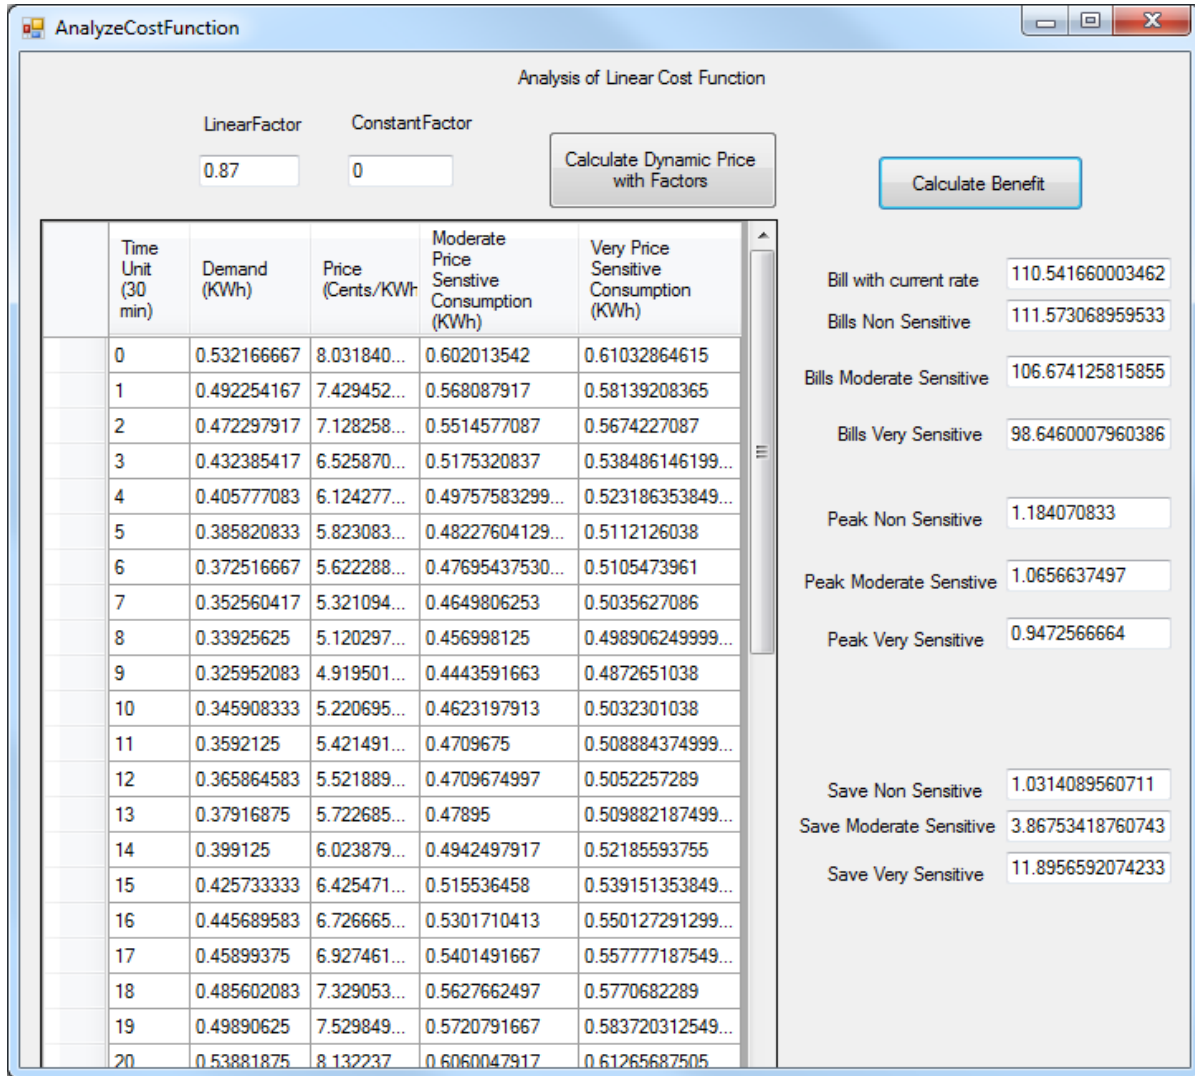 AnalyzeCostFunction
Analysis of Linear Cost Function
LinearFactor ConstantFactor
0.87 0
Calculate Dynamic Price
with Factors
Calculate Benefit
Time
Unit
(30
min)
Demand
(KWh)
Price
(Cents/KWh
Moderate
Price
Senstive
Consumption
(KWh)
Very Price
Sensitive
Consumption
(KWh)
0 0.532166667 8.031840... 0.602013542 0.61032864615
1 0.492254167 7.429452... 0.568087917 0.58139208365
2 0.472297917 7.128258... 0.5514577087 0.5674227087
3 0.432385417 6.525870... 0.5175320837 0.538486146199...
4 0.405777083 6.124277... 0.49757583299... 0.523186353849...
5 0.385820833 5.823083... 0.48227604129... 0.5112126038
6 0.372516667 5.622288... 0.47695437530... 0.5105473961
7 0.352560417 5.321094... 0.4649806253 0.5035627086
8 0.33925625 5.120297... 0.456998125 0.498906249999...
9 0.325952083 4.919501... 0.4443591663 0.4872651038
10 0.345908333 5.220695... 0.4623197913 0.5032301038
11 0.3592125 5.421491... 0.4709675 0.508884374999...
12 0.365864583 5.521889... 0.4709674997 0.5052257289
13 0.37916875 5.722685... 0.47895 0.509882187499...
14 0.399125 6.023879... 0.4942497917 0.52185593755
15 0.425733333 6.425471... 0.515536458 0.539151353849...
16 0.445689583 6.726665... 0.5301710413 0.550127291299...
17 0.45899375 6.927461... 0.5401491667 0.557777187549...
18 0.485602083 7.329053... 0.5627662497 0.5770682289
19 0.49890625 7.529849... 0.5720791667 0.583720312549...
20 0.53881875 8.132237... 0.6060047917 0.61265687505
Bill with current rate 110.541660003462
Bills Non Sensitive 111.573068959533
Bills Moderate Sensitive 106.674125815855
Bills Very Sensitive 98.6460007960386
Peak Non Sensitive 1.184070833
Peak Moderate Senstive 1.0656637497
Peak Very Sensitive 0.9472566664
Save Non Sensitive 1.0314089560711
Save Moderate Sensitive 3.86753418760743
Save Very Sensitive 11.8956592074233